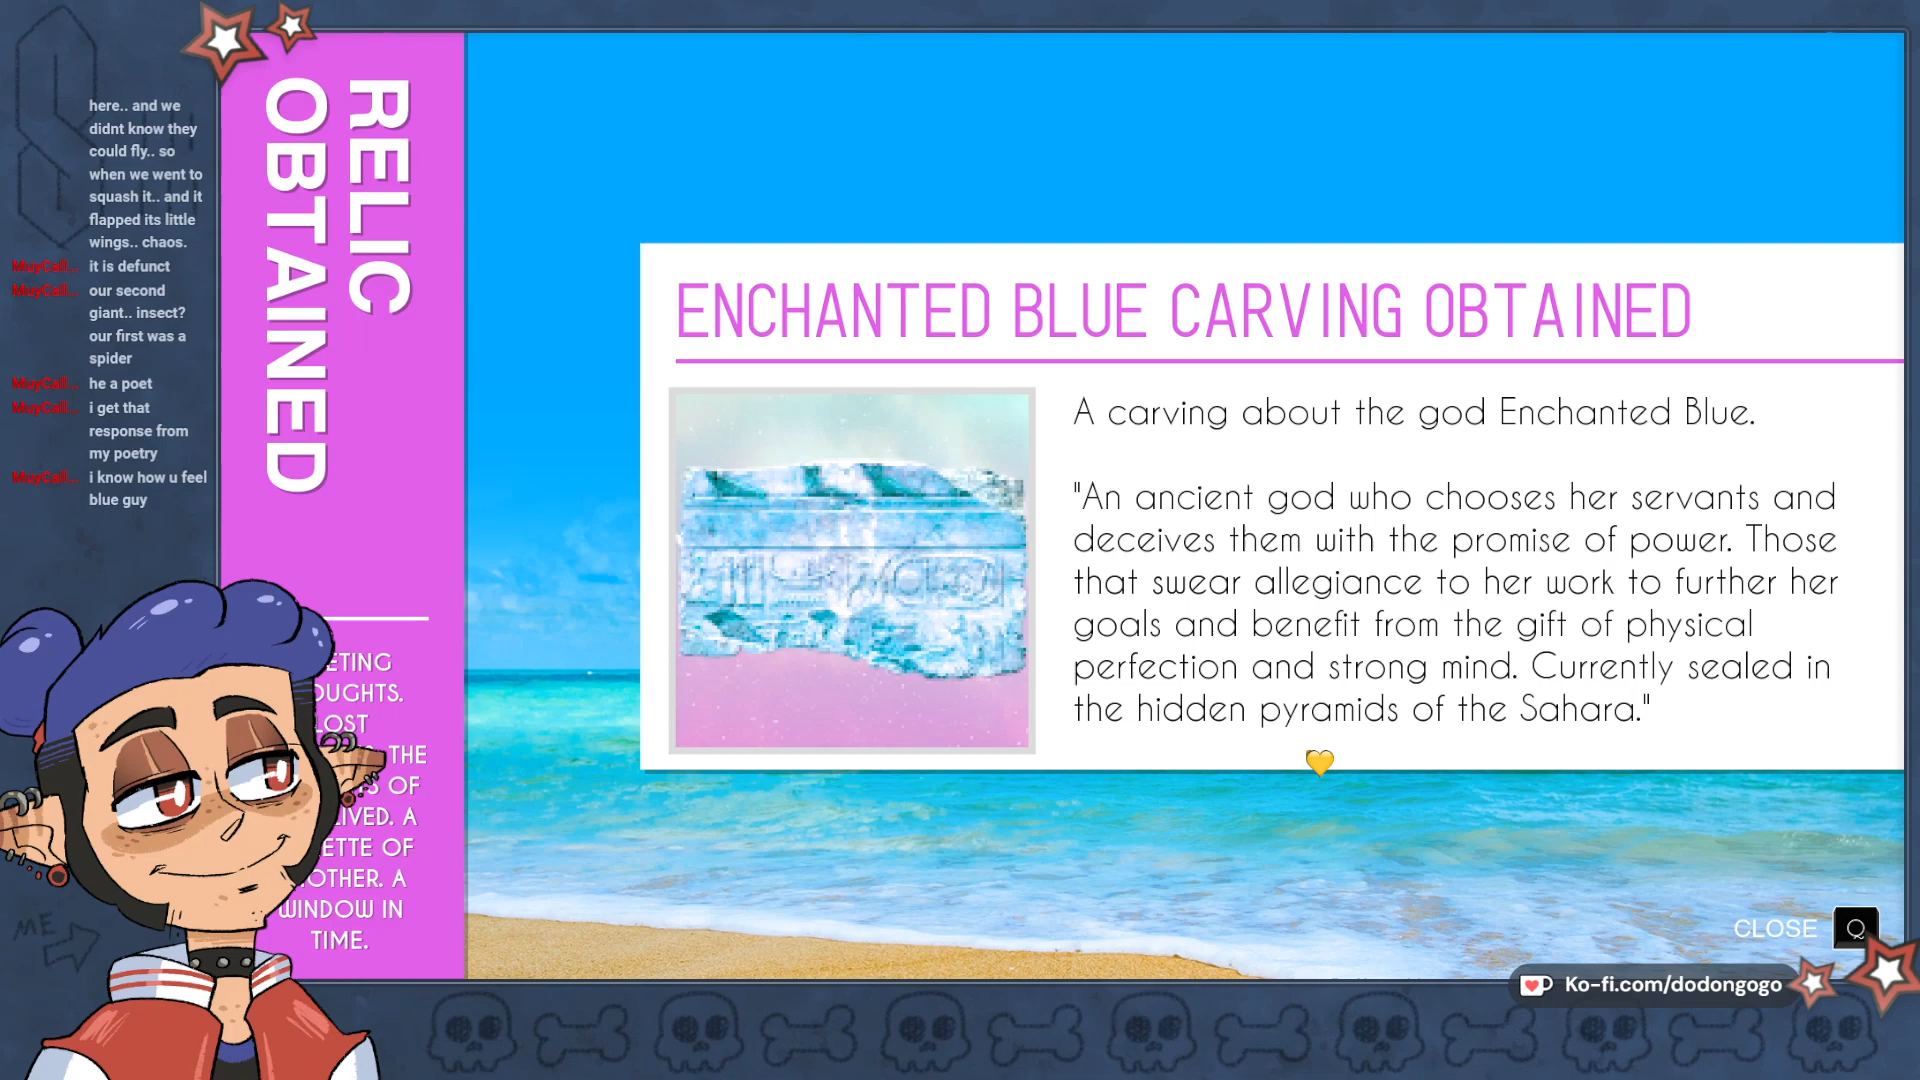 here.. and we
didnt know they
could fly.. so
when we went to
squash it.. and it
flapped its little
wings.. chaos.
MuyCali... it is defunct
MuyCali... our second
giant.. insect?
our first was a
spider
MuyCali... he a poet
MuyCali... i get that
response from
my poetry
MuyCali... i know how u feel
blue guy
RELIC
OBTAINED
LOST
THE
OF
LIVED. A
OF
A
WINDOW IN
TIME.
ENCHANTED BLUE CARVING OBTAINED
A carving about the god Enchanted Blue.
"An ancient god who chooses her servants and
deceives them with the promise of power. Those
that swear allegiance to her work to further her
goals and benefit from the gift of physical
perfection and strong mind. Currently sealed in
the hidden pyramids of the Sahara."
CLOSE Q
Ko-fi.com/dodongogo
ME